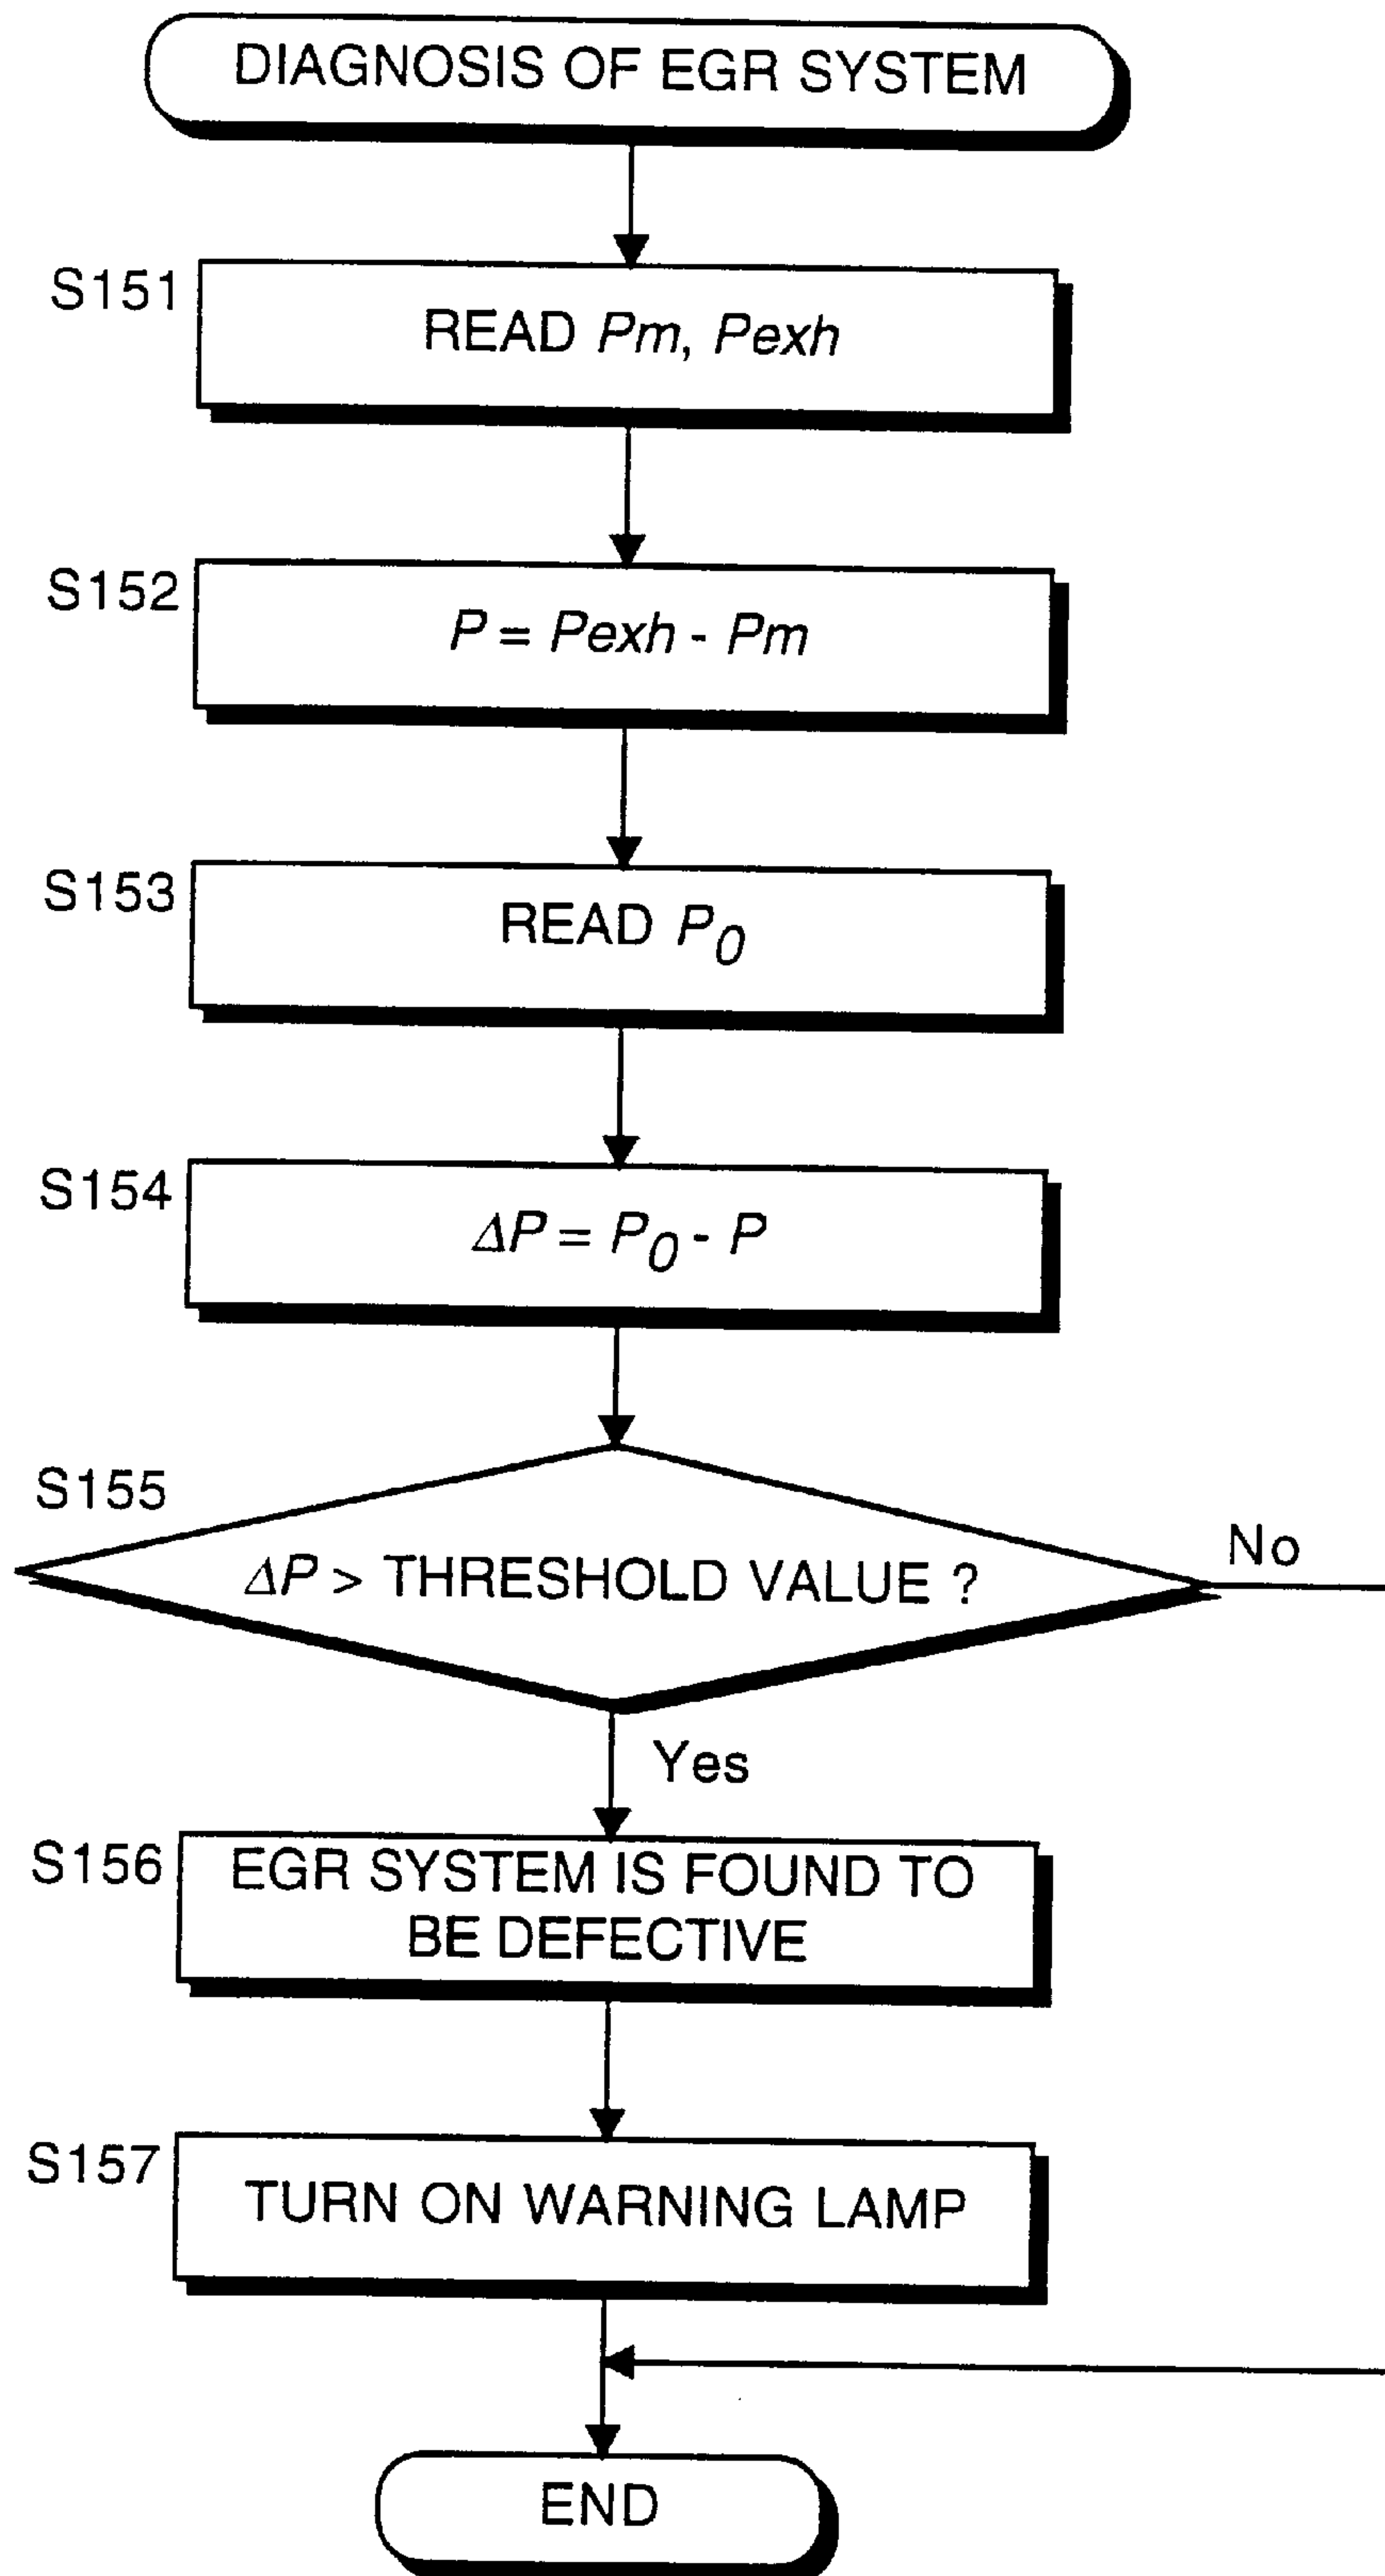 DIAGNOSIS OF EGR SYSTEM
S151
READ Pm, Pexh
S152
P = Pexh - Pm
S153
READ P0
S154
ΔP = P0 - P
S155
ΔP > THRESHOLD VALUE ?
No
Yes
S156
EGR SYSTEM IS FOUND TO
BE DEFECTIVE
S157
TURN ON WARNING LAMP
END